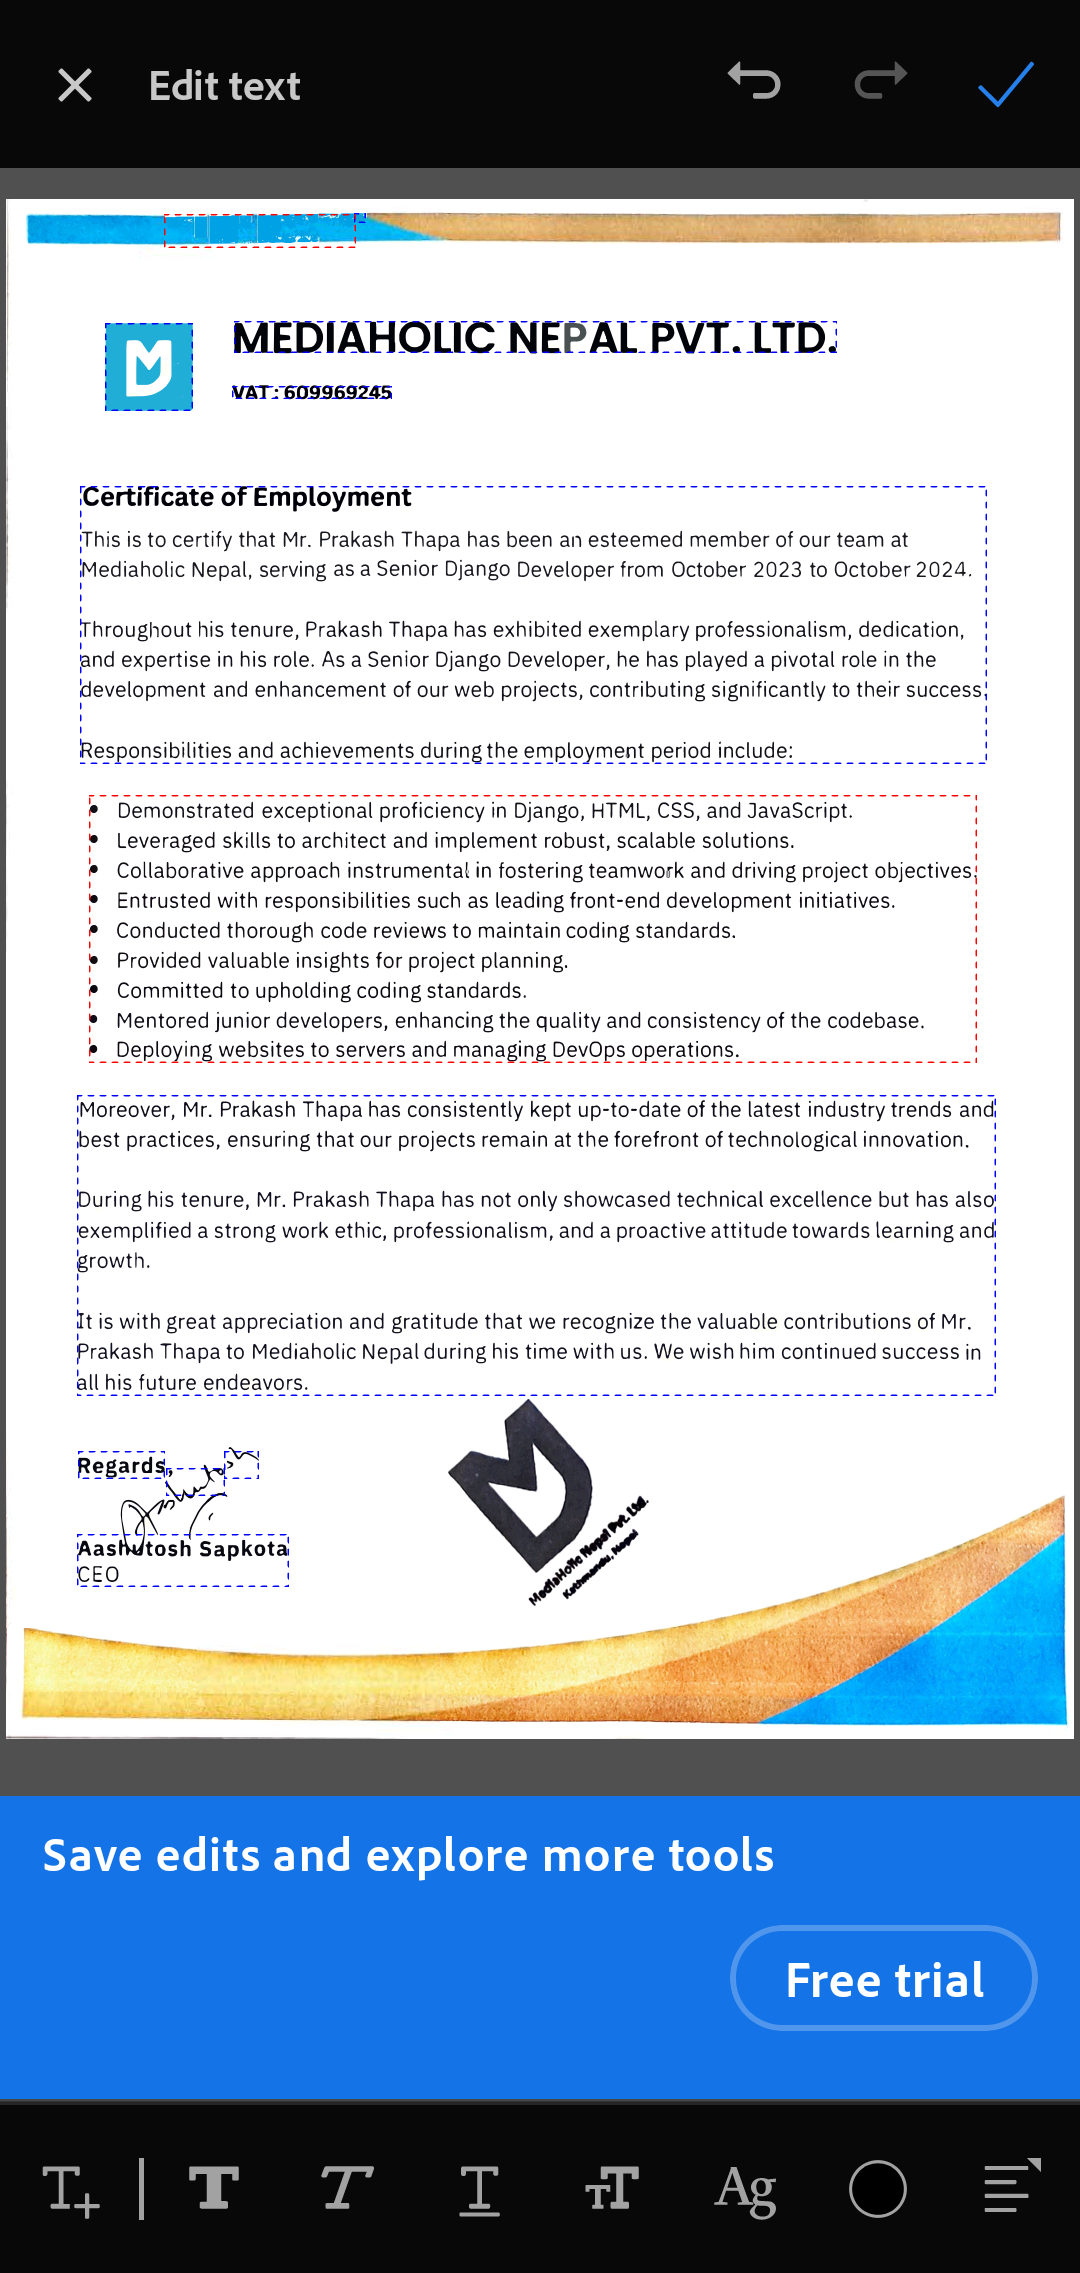 Edit text
MEDIAHOLIC NEPAL PVT. LTD.
VAT : 609969245
Certificate of Employment
This is to certify that Mr. Prakash Thapa has been an esteemed member of our team at
Mediaholic Nepal, serving as a Senior Django Developer from October 2023 to October 2024.
Throughout his tenure, Prakash Thapa has exhibited exemplary professionalism, dedication,
and expertise in his role. As a Senior Django Developer, he has played a pivotal role in the
development and enhancement of our web projects, contributing significantly to their success.
Responsibilities and achievements during the employment period include:
• Demonstrated exceptional proficiency in Django, HTML, CSS, and JavaScript.
• Leveraged skills to architect and implement robust, scalable solutions.
• Collaborative approach instrumental in fostering teamwork and driving project objectives.
• Entrusted with responsibilities such as leading front-end development initiatives.
• Conducted thorough code reviews to maintain coding standards.
• Provided valuable insights for project planning.
• Committed to upholding coding standards.
• Mentored junior developers, enhancing the quality and consistency of the codebase.
• Deploying websites to servers and managing DevOps operations.
Moreover, Mr. Prakash Thapa has consistently kept up-to-date of the latest industry trends and
best practices, ensuring that our projects remain at the forefront of technological innovation.
During his tenure, Mr. Prakash Thapa has not only showcased technical excellence but has also
exemplified a strong work ethic, professionalism, and a proactive attitude towards learning and
growth.
It is with great appreciation and gratitude that we recognize the valuable contributions of Mr.
Prakash Thapa to Mediaholic Nepal during his time with us. We wish him continued success in
all his future endeavors.
Regards,
Aashutosh
Aashutosh Sapkota
CEO
MediaHolic Nepal Pvt. Ltd.
Kathmandu, Nepal
Save edits and explore more tools
Free trial
Ag